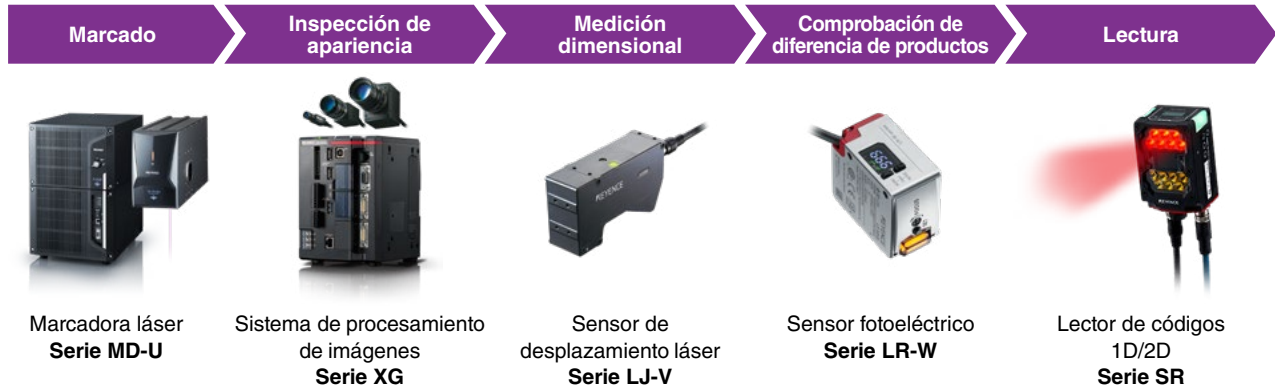 Marcado
Inspección de
apariencia
Medición
dimensional
Comprobación de
diferencia de productos
Lectura
KEYENCE
KEYENCE
Marcadora láser
Serie MD-U
Sistema de procesamiento
de imágenes
Serie XG
Sensor de
desplazamiento láser
Serie LJ-V
Sensor fotoeléctrico
Serie LR-W
Lector de códigos
1D/2D
Serie SR